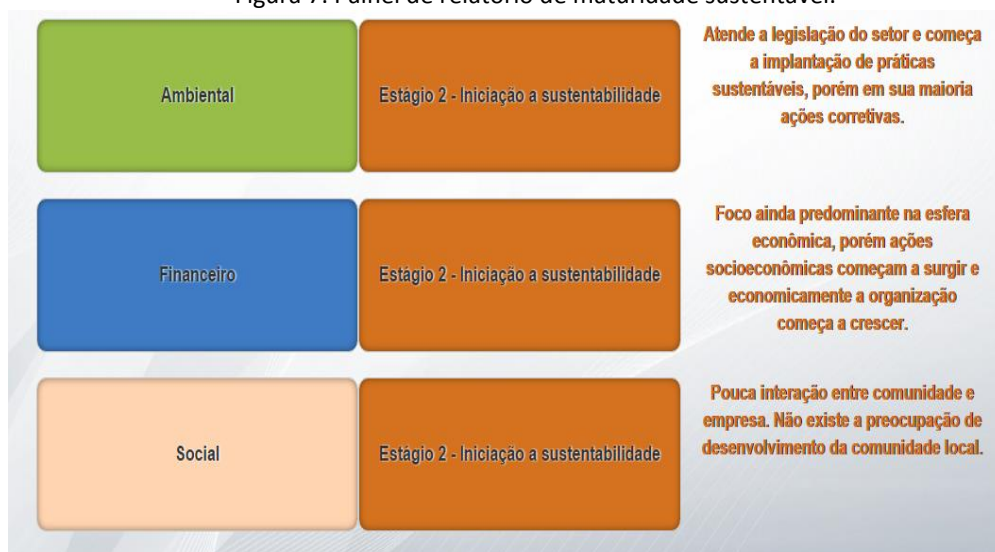 Figura 7. Painel de relatório de maturidade sustentável.
Ambiental
Estágio 2 - Iniciação a sustentabilidade
Atende a legislação do setor e começa
a implantação de práticas
sustentáveis, porém em sua maioria
ações corretivas.
Financeiro
Estágio 2 - Iniciação a sustentabilidade
Foco ainda predominante na esfera
econômica, porém ações
socioeconômicas começam a surgir e
economicamente a organização
começa a crescer.
Social
Estágio 2 - Iniciação a sustentabilidade
Pouca interação entre comunidade e
empresa. Não existe a preocupação de
desenvolvimento da comunidade local.